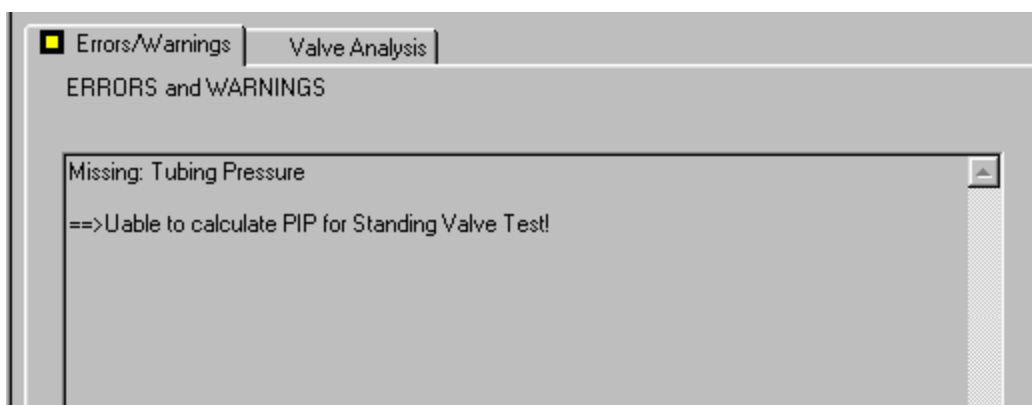 Errors/Warnings
Valve Analysis
ERRORS and WARNINGS
Missing: Tubing Pressure
==>Uable to calculate PIP for Standing Valve Test!